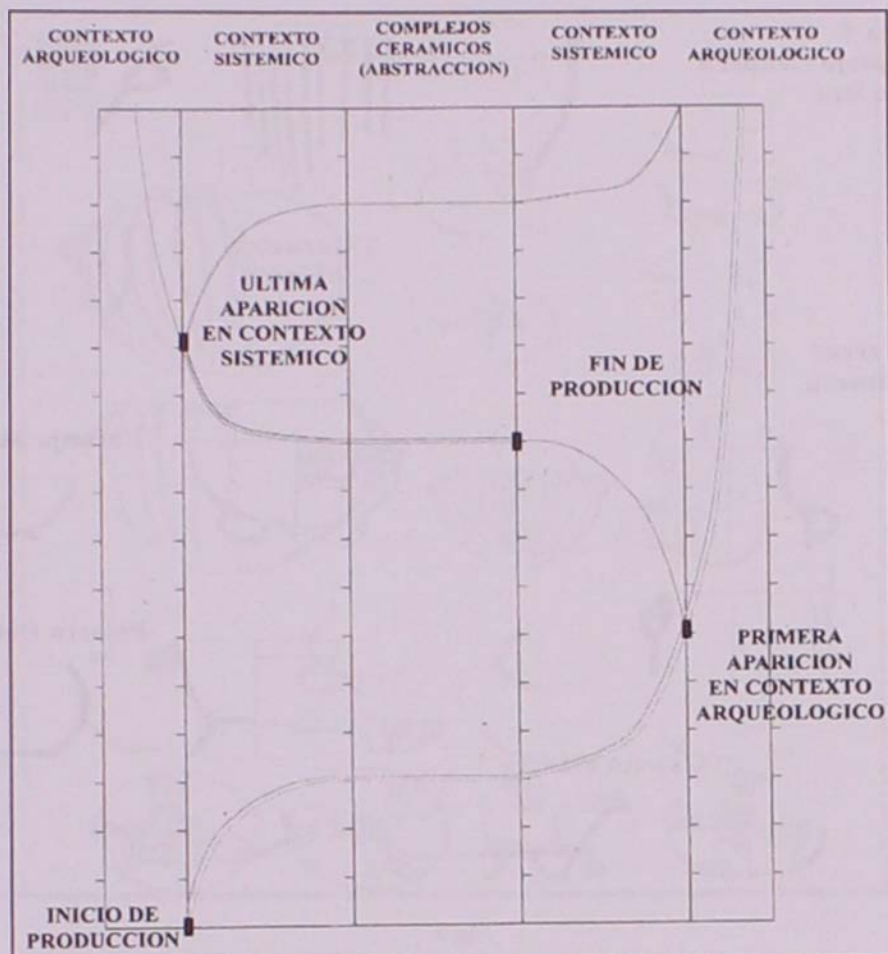 CONTEXTO
ARQUEOLOGICO
CONTEXTO
SISTEMICO
COMPLEJOS
CERAMICOS
(ABSTRACCION)
CONTEXTO
SISTEMICO
CONTEXTO
ARQUEOLOGICO
ULTIMA
APARICION
EN CONTEXTO
SISTEMICO
FIN DE
PRODUCCION
PRIMERA
APARICION
EN CONTEXTO
ARQUEOLOGICO
INICIO DE
PRODUCCION